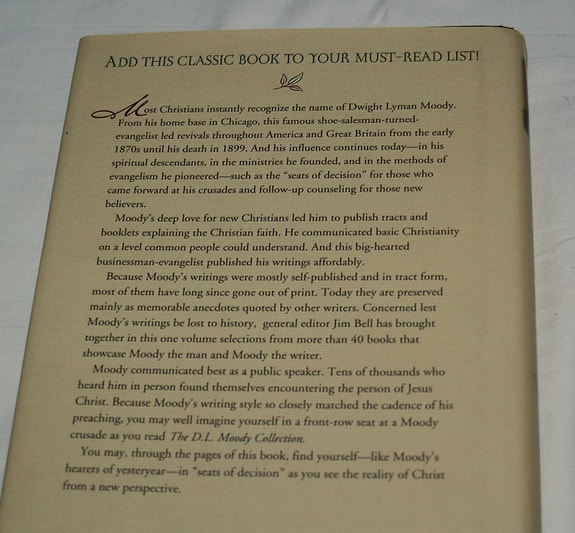 ADD THIS CLASSIC BOOK TO YOUR MUST-READ LIST!
Most Christians instantly recognize the name of Dwight Lyman Moody.
From his home base in Chicago, this famous shoe-salesman-turned-
evangelist led revivals throughout America and Great Britain from the early
1870s until his death in 1899. And his influence continues today—in his
spiritual descendants, in the ministries he founded, and in the methods of
evangelism he pioneered—such as the "seats of decision" for those who
came forward at his crusades and follow-up counseling for those new
believers.
Moody's deep love for new Christians led him to publish tracts and
booklets explaining the Christian faith. He communicated basic Christianity
on a level common people could understand. And this big-hearted
businessman-evangelist published his writings affordably.
Because Moody's writings were mostly self-published and in tract form,
most of them have long since gone out of print. Today they are preserved
mainly as memorable anecdotes quoted by other writers. Concerned lest
Moody's writings be lost to history, general editor Jim Bell has brought
together in this one volume selections from more than 40 books that
showcase Moody the man and Moody the writer.
Moody communicated best as a public speaker. Tens of thousands who
heard him in person found themselves encountering the person of Jesus
Christ. Because Moody's writing style so closely matched the cadence of his
preaching, you may well imagine yourself in a front-row seat at a Moody
crusade as you read The D.L. Moody Collection.
You may, through the pages of this book, find yourself—like Moody's
hearers of yesteryear—in "seats of decision" as you see the reality of Christ
from a new perspective.